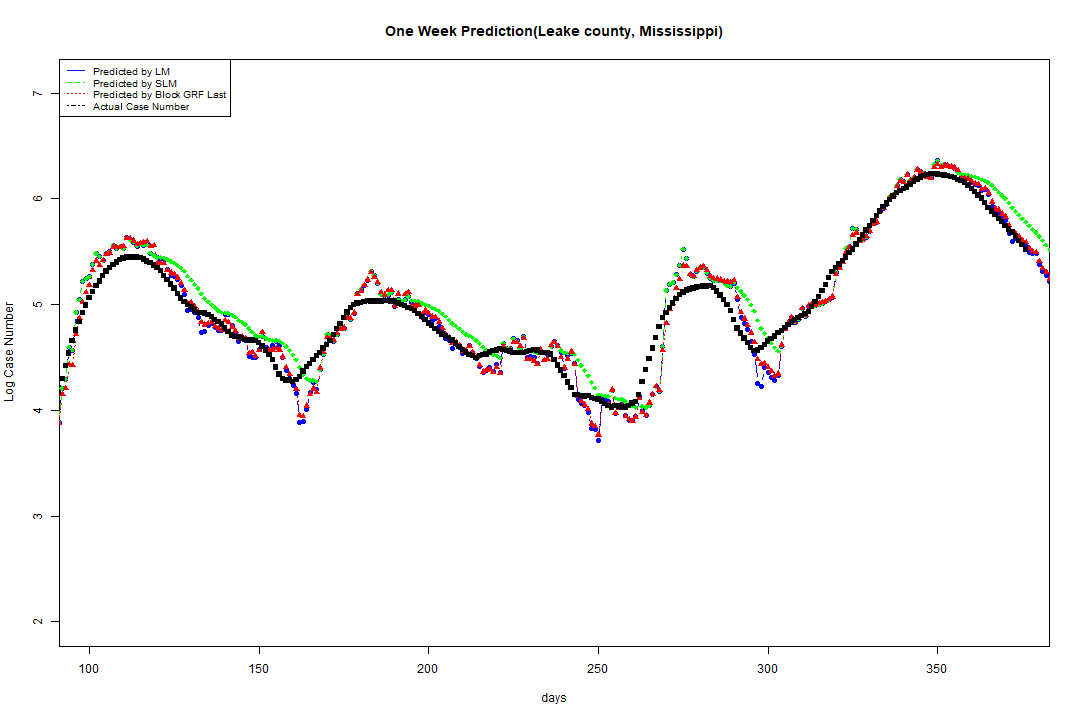 One Week Prediction(Leake county, Mississippi)
Predicted by LM
Predicted by SLM
Predicted by Block GRF Last
Actual Case Number
7
6
5
4
3
2
Log Case Number
100 150 200 250 300 350
days